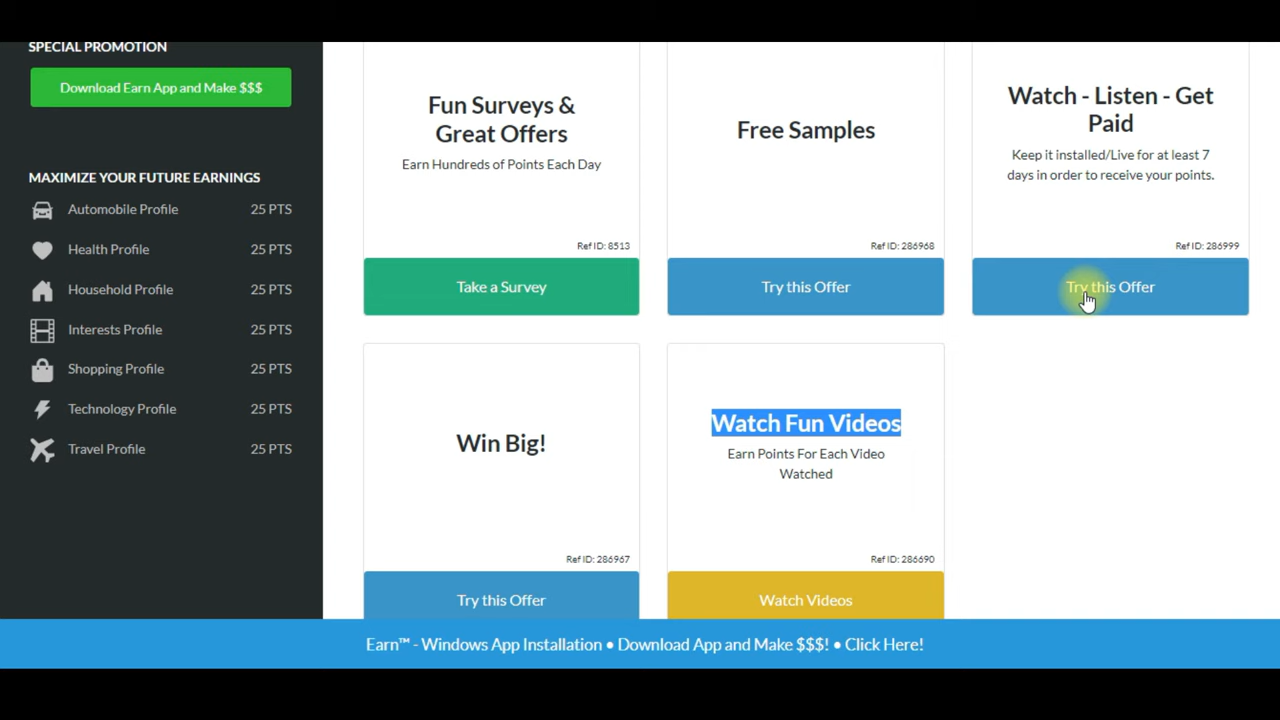 SPECIAL PROMOTION
Download Earn App and Make $$$
MAXIMIZE YOUR FUTURE EARNINGS
Automobile Profile 25 PTS
Health Profile 25 PTS
Household Profile 25 PTS
Interests Profile 25 PTS
Shopping Profile 25 PTS
Technology Profile 25 PTS
Travel Profile 25 PTS
Fun Surveys &
Great Offers
Earn Hundreds of Points Each Day
Ref ID: 8513
Take a Survey
Free Samples
Ref ID: 286968
Try this Offer
Watch - Listen - Get
Paid
Keep it installed/Live for at least 7
days in order to receive your points.
Ref ID: 286999
Try this Offer
Win Big!
Ref ID: 286967
Try this Offer
Watch Fun Videos
Earn Points For Each Video
Watched
Ref ID: 286690
Watch Videos
Earn™ - Windows App Installation • Download App and Make $$$! • Click Here!